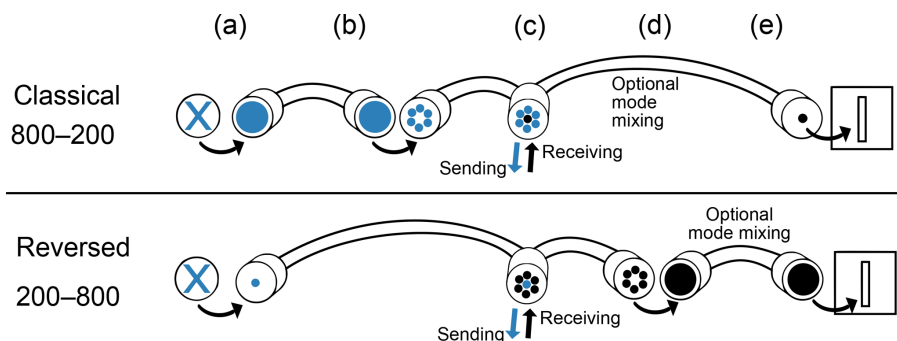 (a) (b) (c) (d) (e)
Classical
800–200
Optional
mode
mixing
Sending Receiving
Reversed
200–800
Optional
mode mixing
Sending Receiving